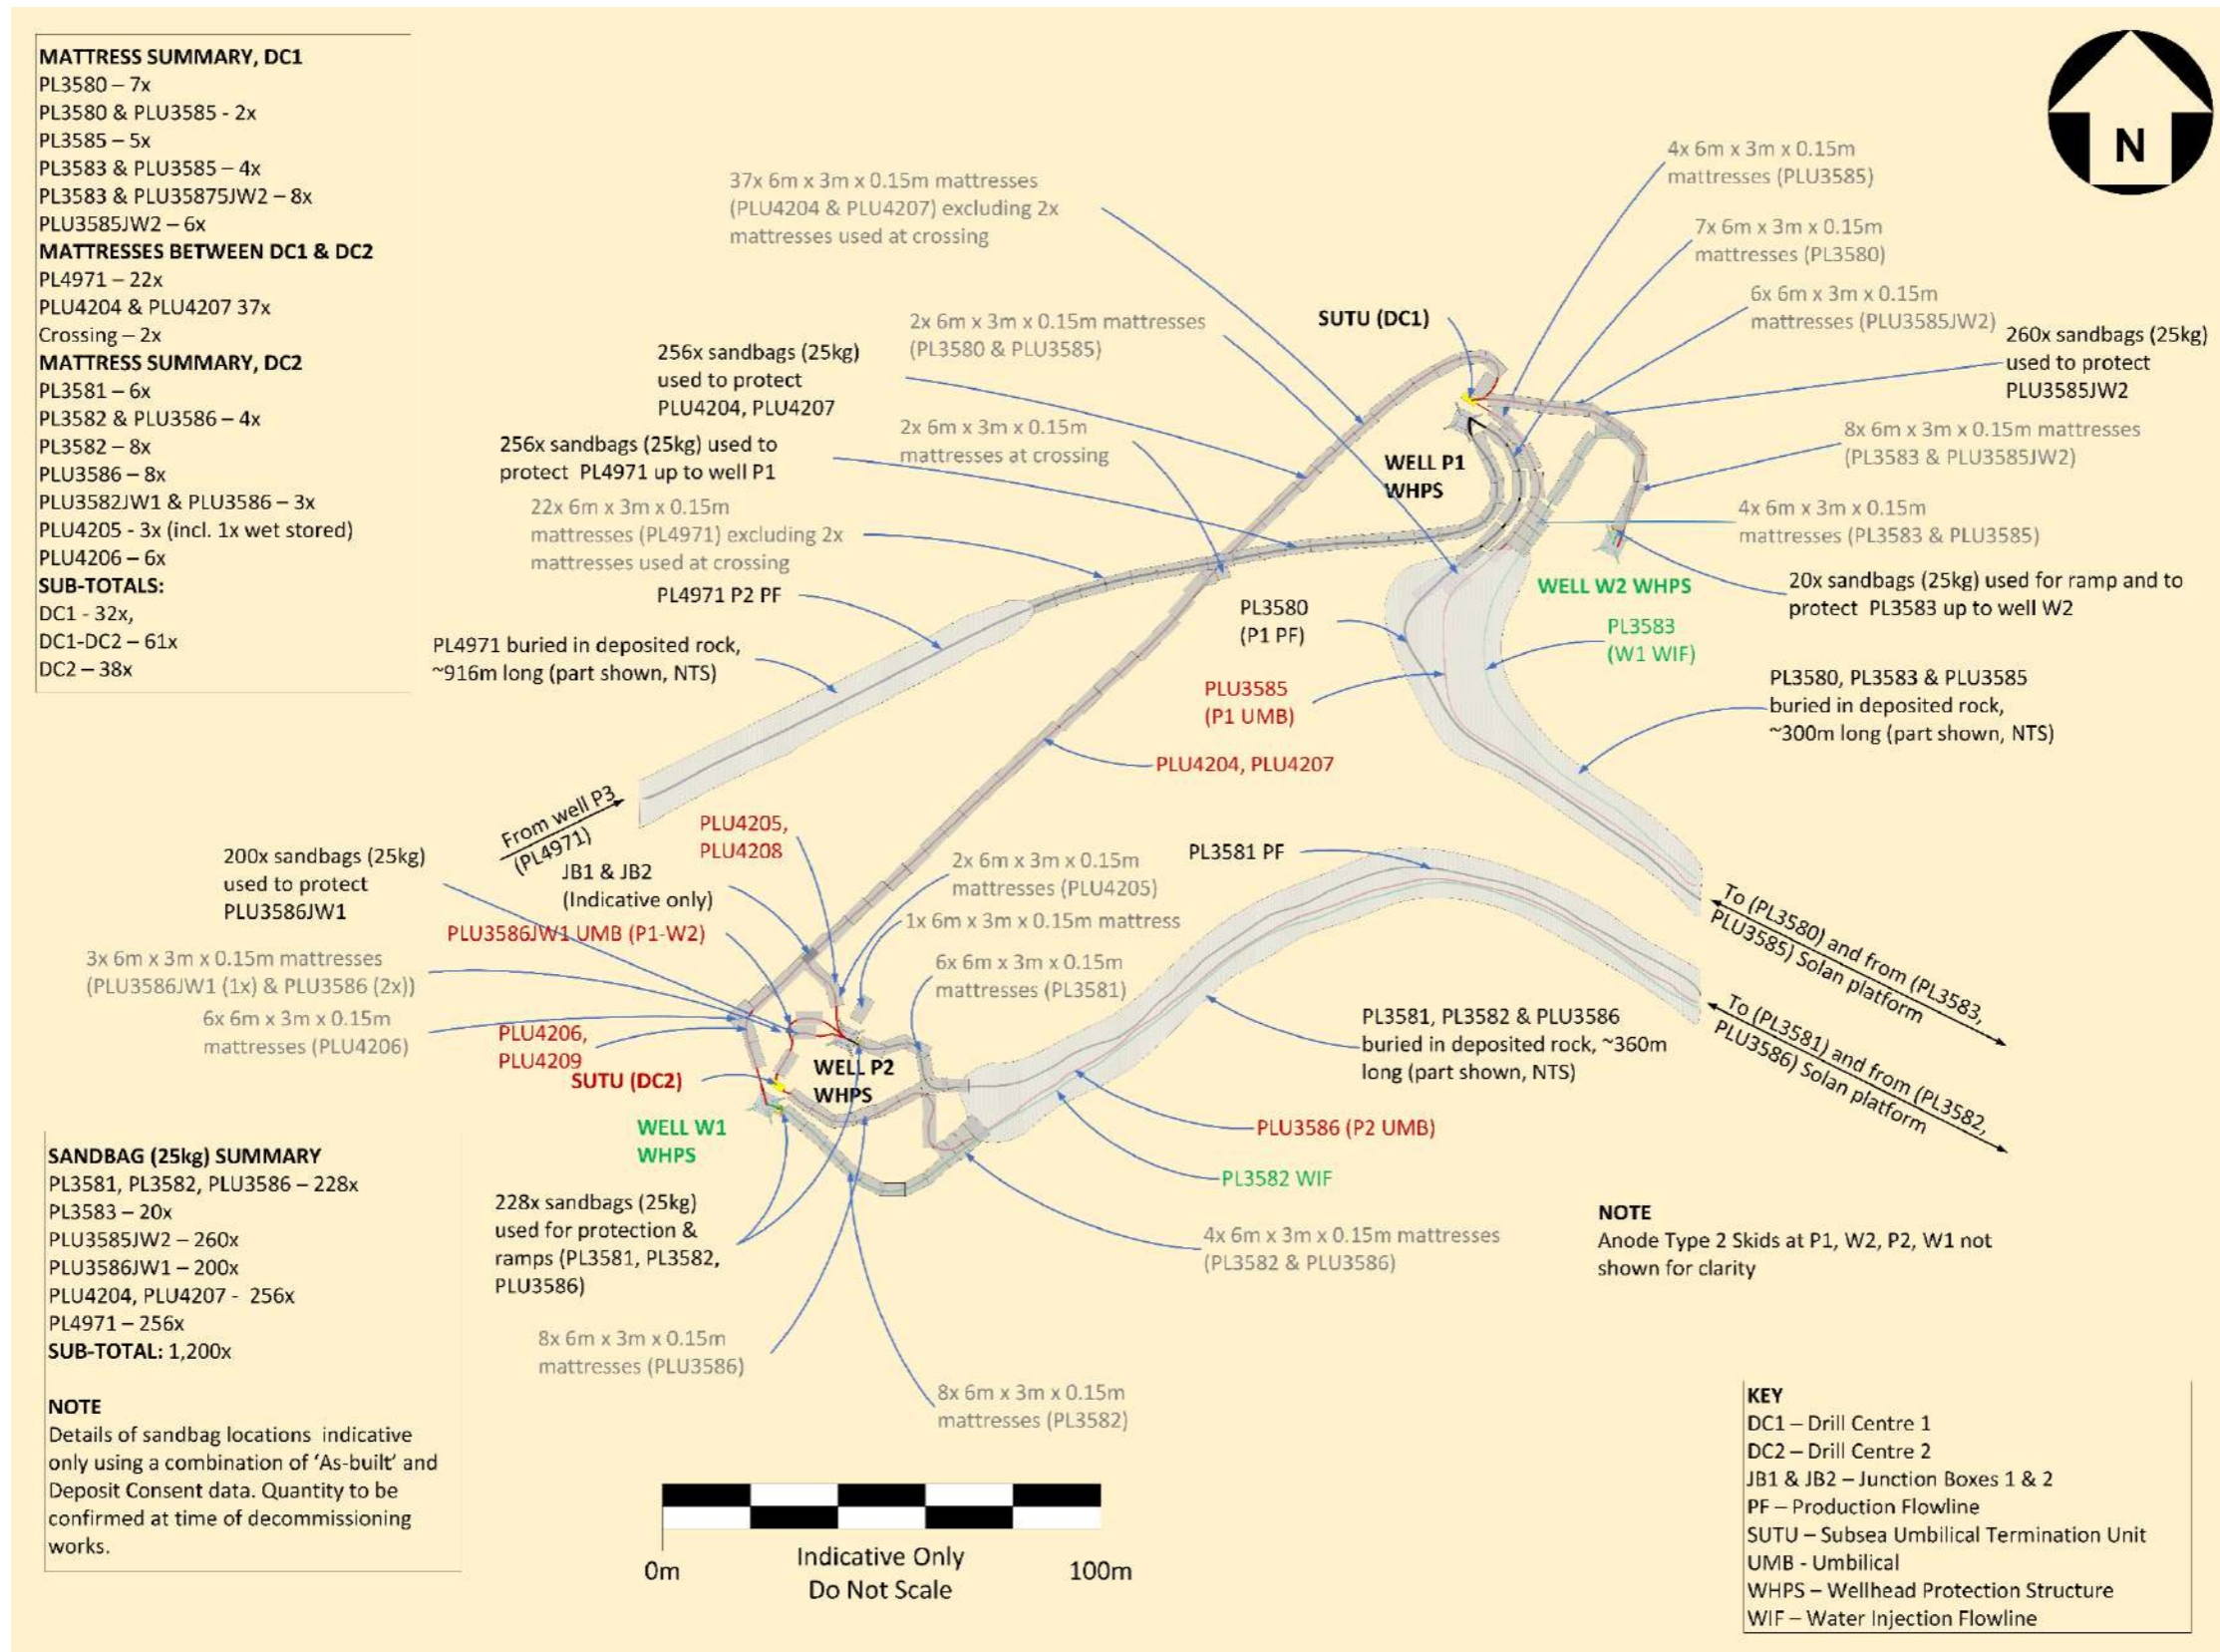 MATTRESS SUMMARY, DC1
PL3580 – 7x
PL3580 & PLU3585 - 2x
PL3585 – 5x
PL3583 & PLU3585 – 4x
PL3583 & PLU35875JW2 – 8x
PLU3585JW2 – 6x
MATTRESSES BETWEEN DC1 & DC2
PL4971 – 22x
PLU4204 & PLU4207 37x
Crossing – 2x
MATTRESS SUMMARY, DC2
PL3581 – 6x
PL3582 & PLU3586 – 4x
PL3582 – 8x
PLU3586 – 8x
PLU3582JW1 & PLU3586 – 3x
PLU4205 - 3x (incl. 1x wet stored)
PLU4206 – 6x
SUB-TOTALS:
DC1 - 32x,
DC1-DC2 – 61x
DC2 – 38x
N
37x 6m x 3m x 0.15m mattresses
(PLU4204 & PLU4207) excluding 2x
mattresses used at crossing
4x 6m x 3m x 0.15m
mattresses (PLU3585)
7x 6m x 3m x 0.15m
mattresses (PL3580)
6x 6m x 3m x 0.15m
mattresses (PLU3585JW2)
260x sandbags (25kg)
used to protect
PLU3585JW2
SUTU (DC1)
2x 6m x 3m x 0.15m mattresses
(PL3580 & PLU3585)
256x sandbags (25kg)
used to protect
PLU4204, PLU4207
2x 6m x 3m x 0.15m
mattresses at crossing
256x sandbags (25kg) used to
protect PL4971 up to well P1
WELL P1
WHPS
8x 6m x 3m x 0.15m mattresses
(PL3583 & PLU3585JW2)
22x 6m x 3m x 0.15m
mattresses (PL4971) excluding 2x
mattresses used at crossing
4x 6m x 3m x 0.15m
mattresses (PL3583 & PLU3585)
PL4971 P2 PF
WELL W2 WHPS
20x sandbags (25kg) used for ramp and to
protect PL3583 up to well W2
PL3580
(P1 PF)
PL3583
(W1 WIF)
PL4971 buried in deposited rock,
~916m long (part shown, NTS)
PLU3585
(P1 UMB)
PL3580, PL3583 & PLU3585
buried in deposited rock,
~300m long (part shown, NTS)
PLU4204, PLU4207
From well P3
(PL4971)
PLU4205,
PLU4208
200x sandbags (25kg)
used to protect
PLU3586JW1
JB1 & JB2
(Indicative only)
2x 6m x 3m x 0.15m
mattresses (PLU4205)
PL3581 PF
To (PL3580) and from (PL3583,
PLU3585) Solan platform
PLU3586JW1 UMB (P1-W2)
1x 6m x 3m x 0.15m mattress
3x 6m x 3m x 0.15m mattresses
(PLU3586JW1 (1x) & PLU3586 (2x))
6x 6m x 3m x 0.15m
mattresses (PL3581)
To (PL3581) and from (PL3582,
PLU3586) Solan platform
6x 6m x 3m x 0.15m
mattresses (PLU4206)
PLU4206,
PLU4209
SUTU (DC2)
WELL P2
WHPS
PL3581, PL3582 & PLU3586
buried in deposited rock, ~360m
long (part shown, NTS)
WELL W1
WHPS
PLU3586 (P2 UMB)
PL3582 WIF
228x sandbags (25kg)
used for protection &
ramps (PL3581, PL3582,
PLU3586)
4x 6m x 3m x 0.15m mattresses
(PL3582 & PLU3586)
NOTE
Anode Type 2 Skids at P1, W2, P2, W1 not
shown for clarity
8x 6m x 3m x 0.15m
mattresses (PLU3586)
8x 6m x 3m x 0.15m
mattresses (PL3582)
SANDBAG (25kg) SUMMARY
PL3581, PL3582, PLU3586 – 228x
PL3583 – 20x
PLU3585JW2 – 260x
PLU3586JW1 – 200x
PLU4204, PLU4207 - 256x
PL4971 – 256x
SUB-TOTAL: 1,200x
NOTE
Details of sandbag locations indicative
only using a combination of ‘As-built’ and
Deposit Consent data. Quantity to be
confirmed at time of decommissioning
works.
0m
Indicative Only
Do Not Scale
100m
KEY
DC1 – Drill Centre 1
DC2 – Drill Centre 2
JB1 & JB2 – Junction Boxes 1 & 2
PF – Production Flowline
SUTU – Subsea Umbilical Termination Unit
UMB - Umbilical
WHPS – Wellhead Protection Structure
WIF – Water Injection Flowline